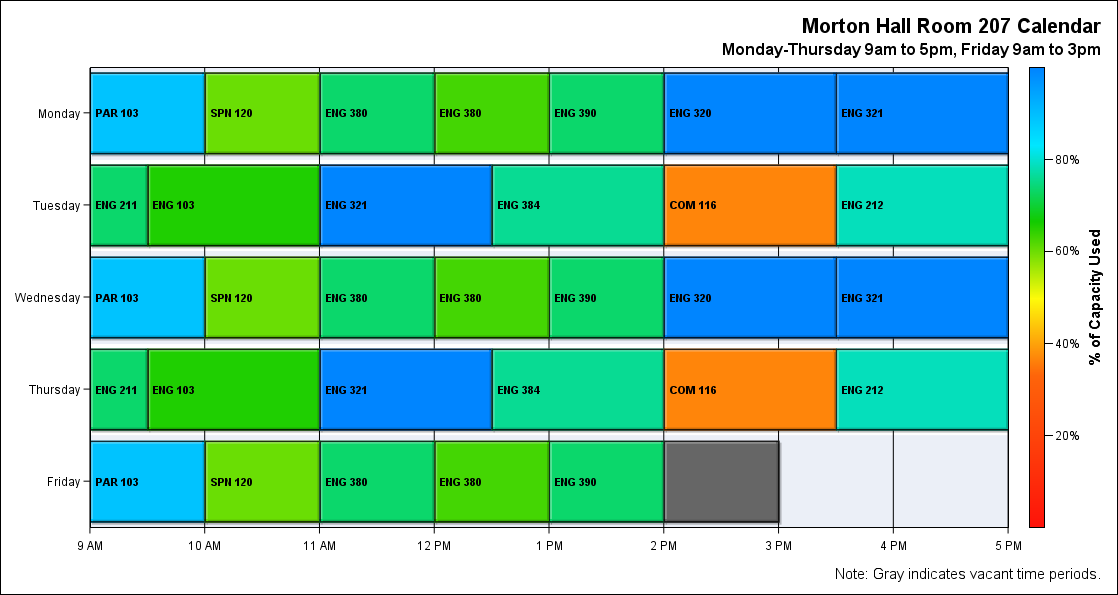 Morton Hall Room 207 Calendar
Monday-Thursday 9am to 5pm, Friday 9am to 3pm
Monday
PAR 103
SPN 120
ENG 380
ENG 380
ENG 390
ENG 320
ENG 321
Tuesday
ENG 211
ENG 103
ENG 321
ENG 384
COM 116
ENG 212
Wednesday
PAR 103
SPN 120
ENG 380
ENG 380
ENG 390
ENG 320
ENG 321
Thursday
ENG 211
ENG 103
ENG 321
ENG 384
COM 116
ENG 212
Friday
PAR 103
SPN 120
ENG 380
ENG 380
ENG 390
9 AM
10 AM
11 AM
12 PM
1 PM
2 PM
3 PM
4 PM
5 PM
80%
60%
40%
20%
% of Capacity Used
Note: Gray indicates vacant time periods.